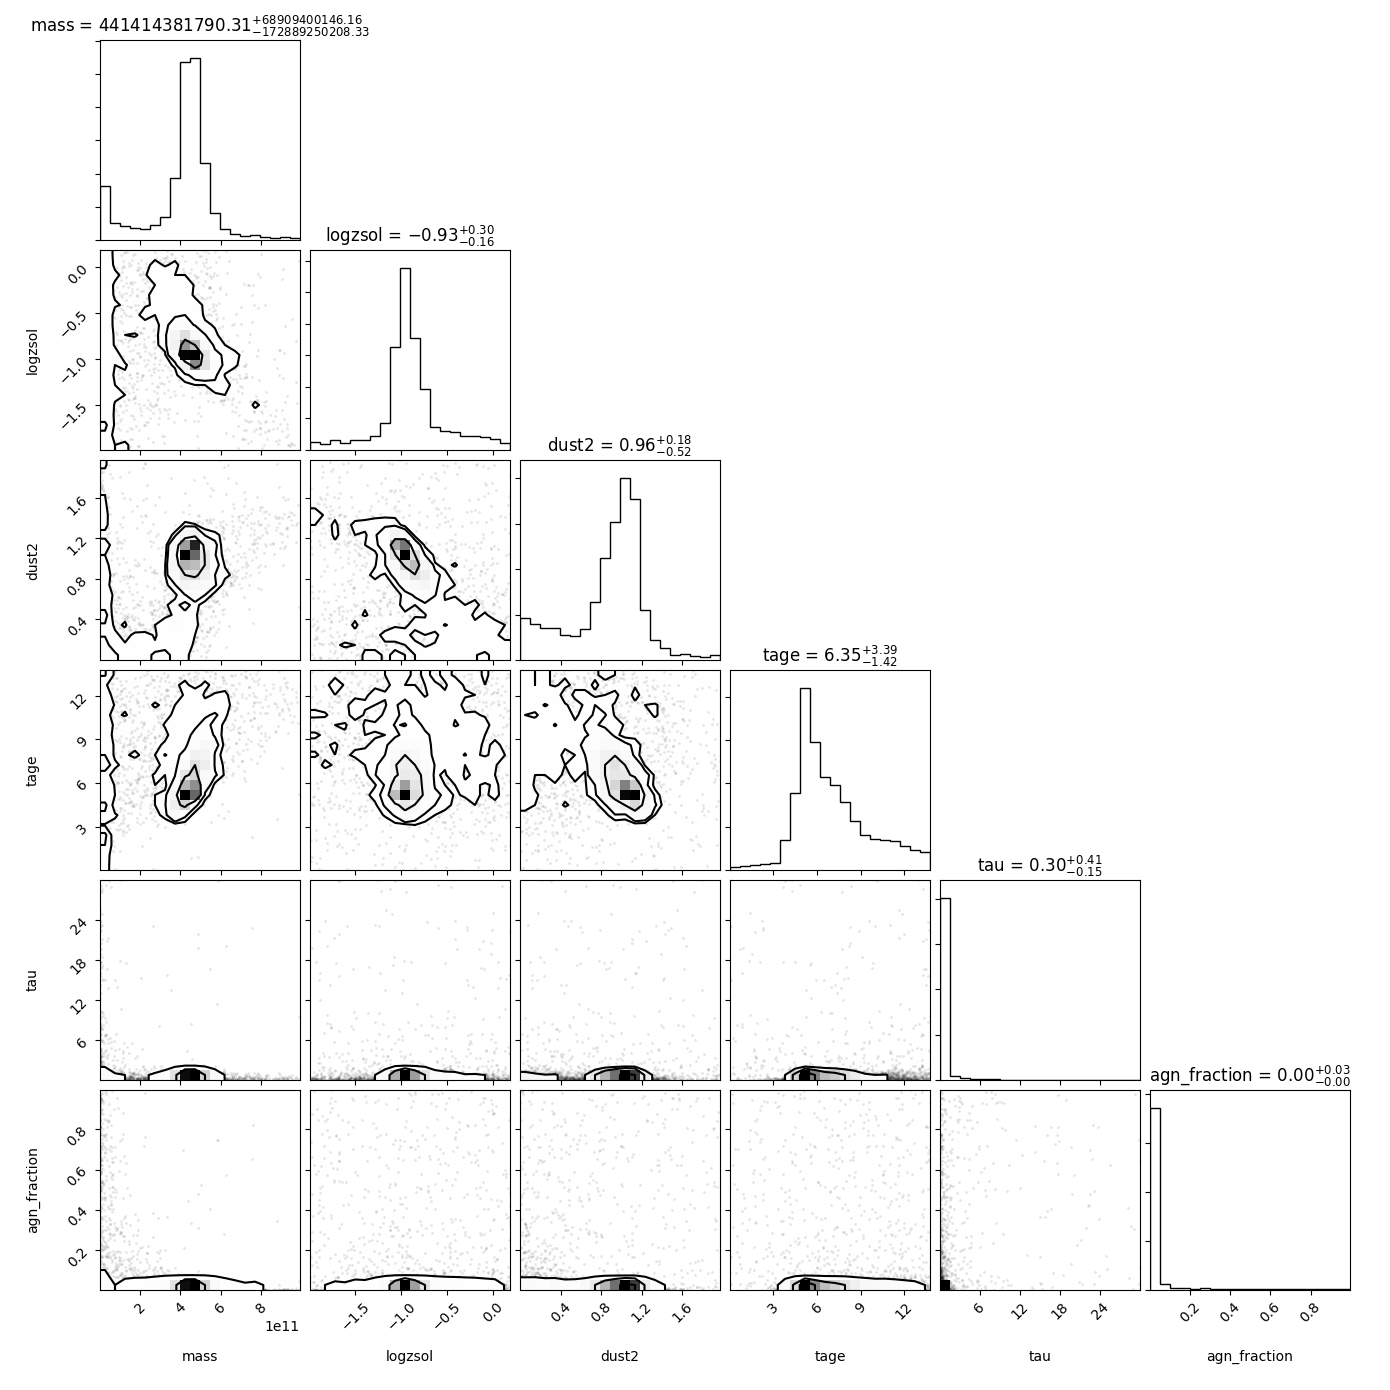 mass = 441414381790.31+68909400146.16 −172889250208.33
logzsol = −0.93+0.30 −0.16
0.0
−0.5
−1.0
−1.5
logzsol
dust2 = 0.96+0.18 −0.52
1.6
1.2
0.8
0.4
dust2
tage = 6.35+3.39 −1.42
12
9
6
3
tage
tau = 0.30+0.41 −0.15
24
18
12
6
tau
agn_fraction = 0.00+0.03 −0.00
0.8
0.6
0.4
0.2
agn_fraction
2 4 6 8 −1.5 −1.0 −0.5 0.0 0.4 0.8 1.2 1.6 3 6 9 12 6 12 18 24 0.2 0.4 0.6 0.8
1e11
mass logzsol dust2 tage tau agn_fraction